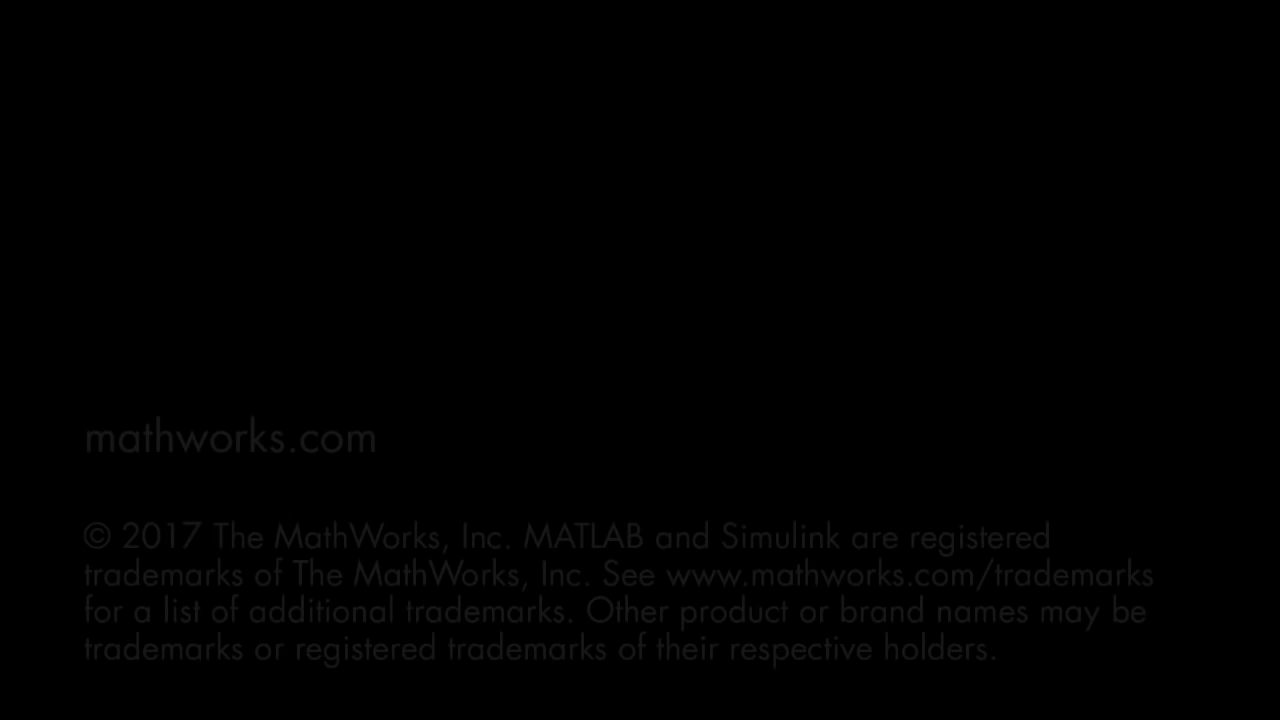 mathworks.com
© 2017 The MathWorks, Inc. MATLAB and Simulink are registered
trademarks of The MathWorks, Inc. See www.mathworks.com/trademarks
for a list of additional trademarks. Other product or brand names may be
trademarks or registered trademarks of their respective holders.